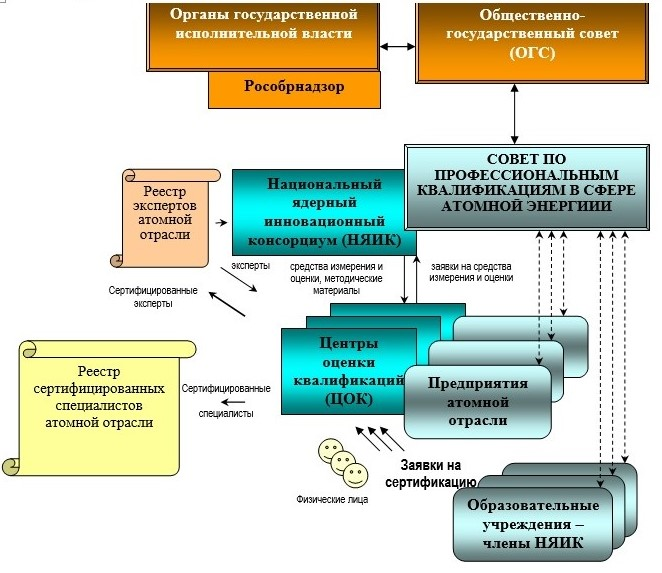 Органы государственной
исполнительной власти
Рособрнадзор
Общественно-
государственный совет
(ОГС)
СОВЕТ ПО
ПРОФЕССИОНАЛЬНЫМ
КВАЛИФИКАЦИЯМ В СФЕРЕ
АТОМНОЙ ЭНЕРГИИИ
Реестр
экспертов
атомной
отрасли
Национальный
ядерный
инновационный
консорциум (НЯИК)
эксперты
средства измерения и
оценки, методические
материалы
заявки на средства
измерения и оценки
Сертифицированные
эксперты
Центры
оценки
квалификаций
(ЦОК)
Предприятия
атомной
отрасли
Реестр
сертифицированных
специалистов
атомной отрасли
Сертифицированные
специалисты
Заявки на
сертификацию
Физические лица
Образовательные
учреждения –
члены НЯИК